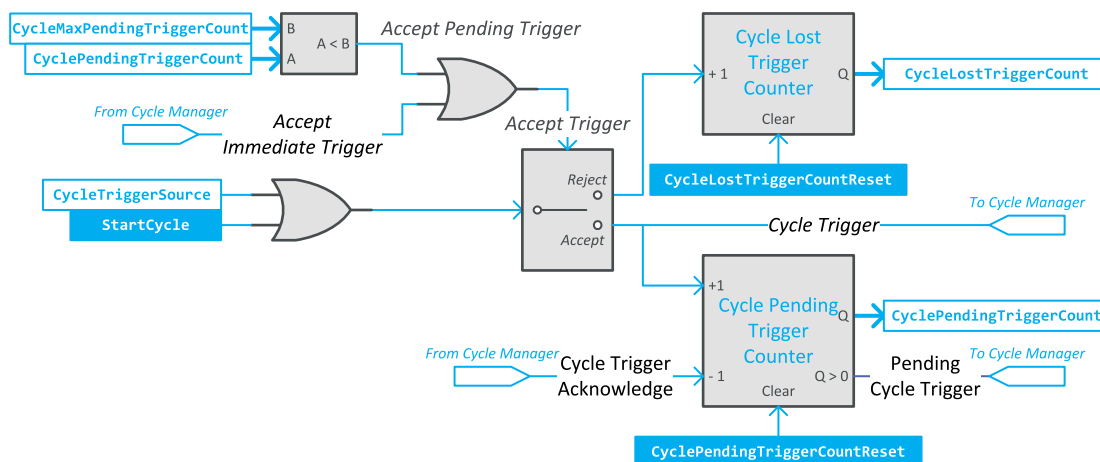 CycleMaxPendingTriggerCount
CyclePendingTriggerCount
B
A
A < B
Accept Pending Trigger
From Cycle Manager
Accept
Immediate Trigger
Accept Trigger
CycleTriggerSource
StartCycle
Reject
Accept
Cycle Lost
Trigger
Counter
+ 1
Q
Clear
CycleLostTriggerCount
CycleLostTriggerCountReset
Cycle Trigger
To Cycle Manager
+1
Cycle Pending
Trigger
Counter
Q
CyclePendingTriggerCount
From Cycle Manager
Cycle Trigger
Acknowledge
- 1
Q > 0
Clear
Pending
Cycle Trigger
To Cycle Manager
CyclePendingTriggerCountReset